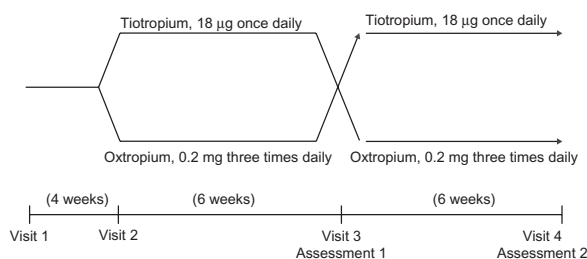 Tiotropium, 18 μg once daily
Tiotropium, 18 μg once daily
Oxtropium, 0.2 mg three times daily
Oxtropium, 0.2 mg three times daily
(4 weeks)
(6 weeks)
(6 weeks)
Visit 1
Visit 2
Visit 3
Assessment 1
Visit 4
Assessment 2